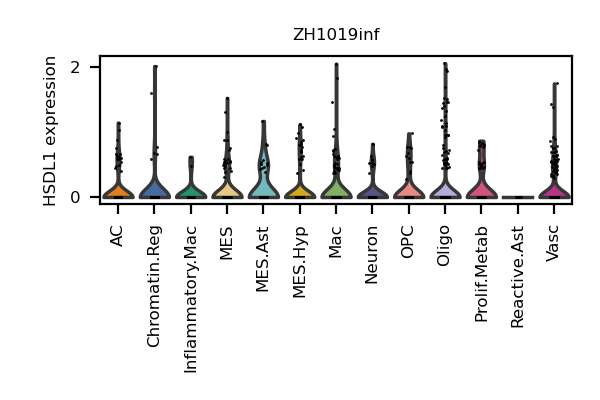 ZH1019inf
HSDL1 expression
2
0
AC
Chromatin.Reg
Inflammatory.Mac
MES
MES.Ast
MES.Hyp
Mac
Neuron
OPC
Oligo
Prolif.Metab
Reactive.Ast
Vasc